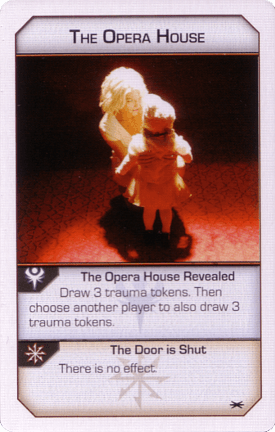 The Opera House
The Opera House Revealed
Draw 3 trauma tokens. Then
choose another player to also draw 3
trauma tokens.
The Door is Shut
There is no effect.